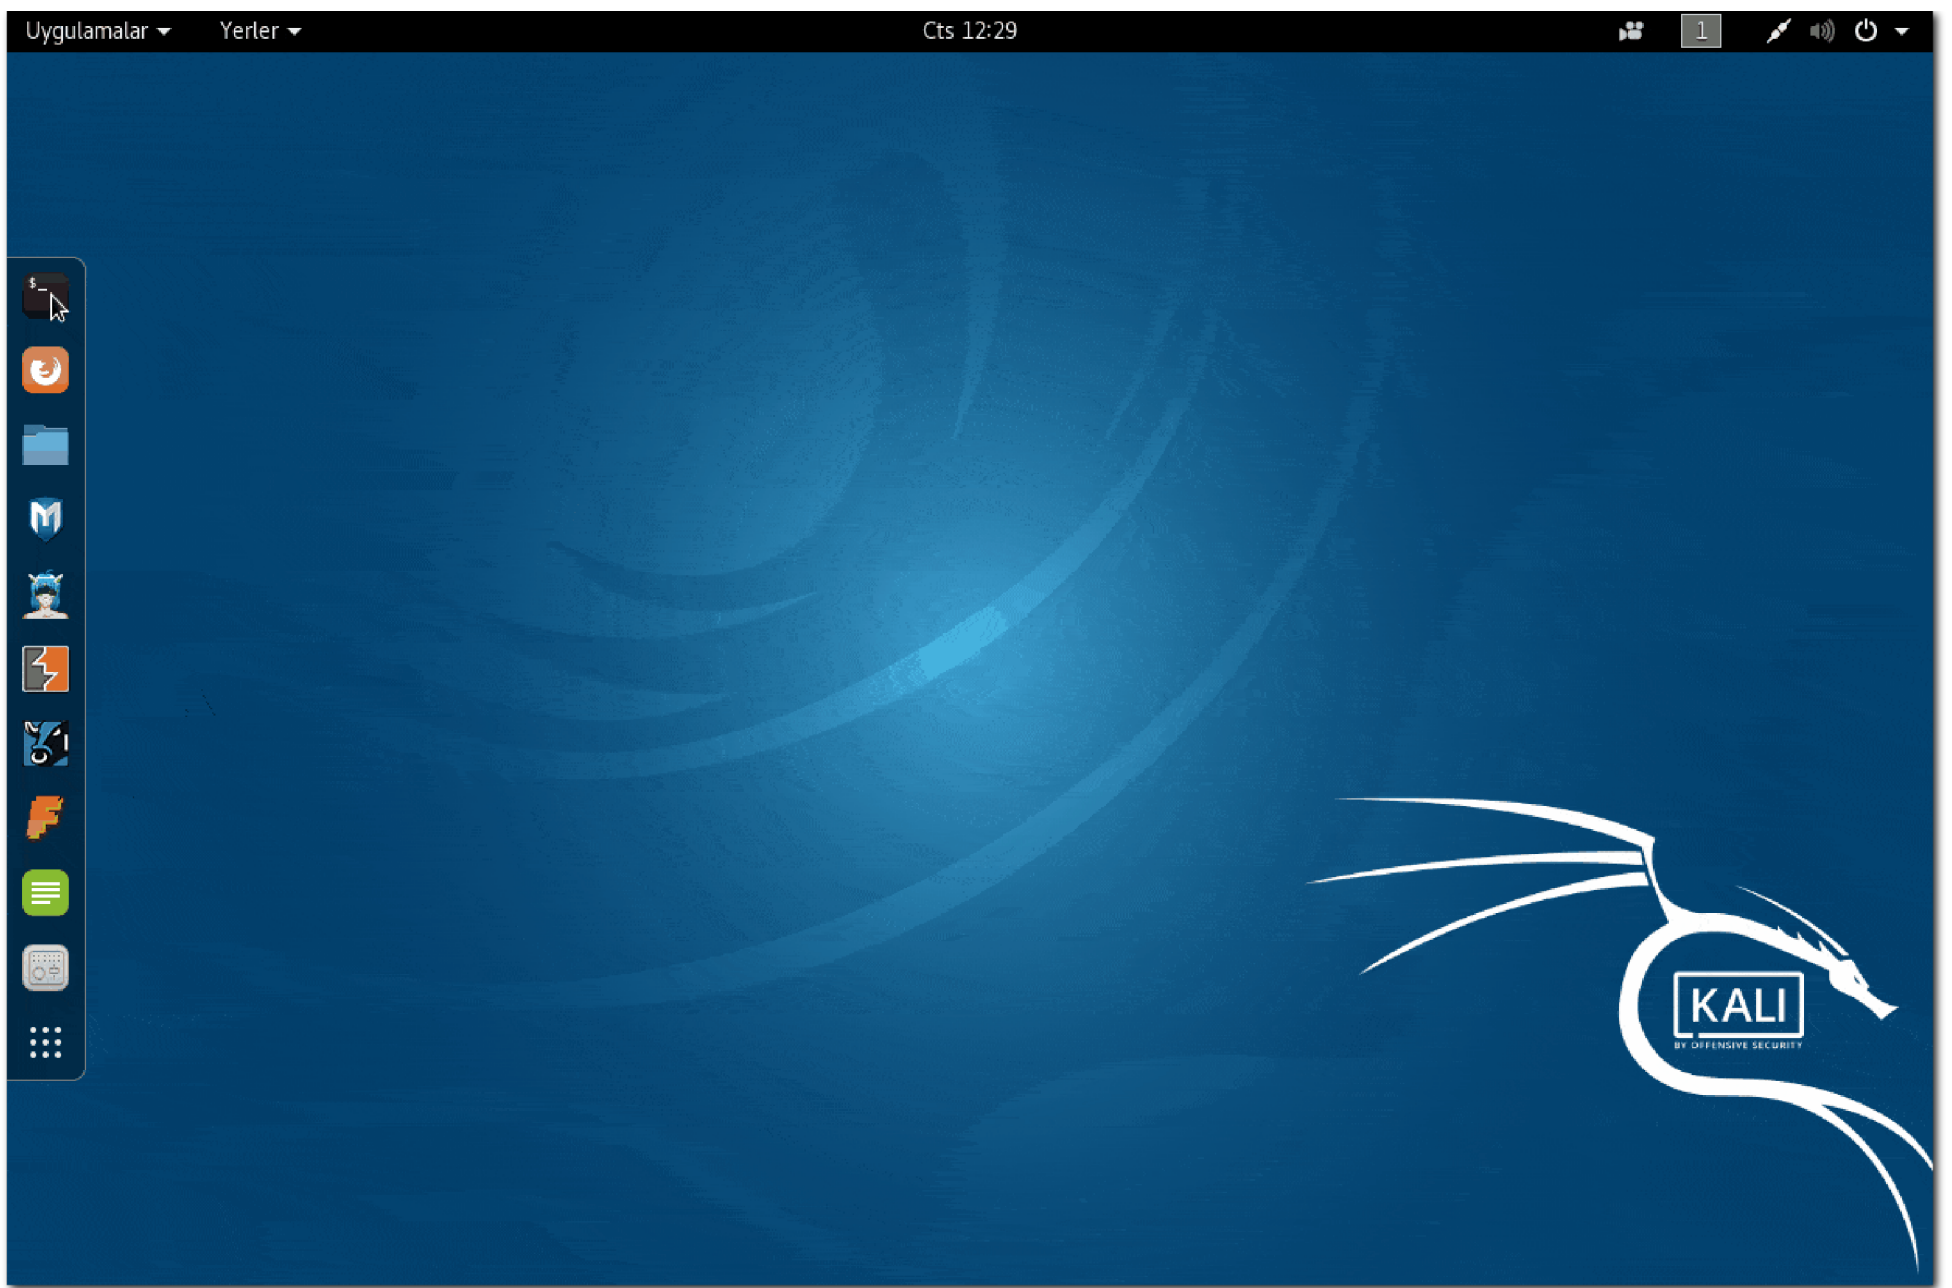 Uygulamalar
Yerler
Cts 12:29
1
$_
KALI
BY OFFENSIVE SECURITY